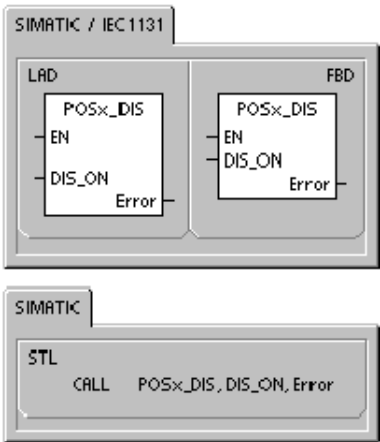 SIMATIC / IEC1131
LAD FBD
POSx_DIS POSx_DIS
EN EN
DIS_ON DIS_ON
Error Error
SIMATIC
STL
CALL POSx_DIS, DIS_ON, Error